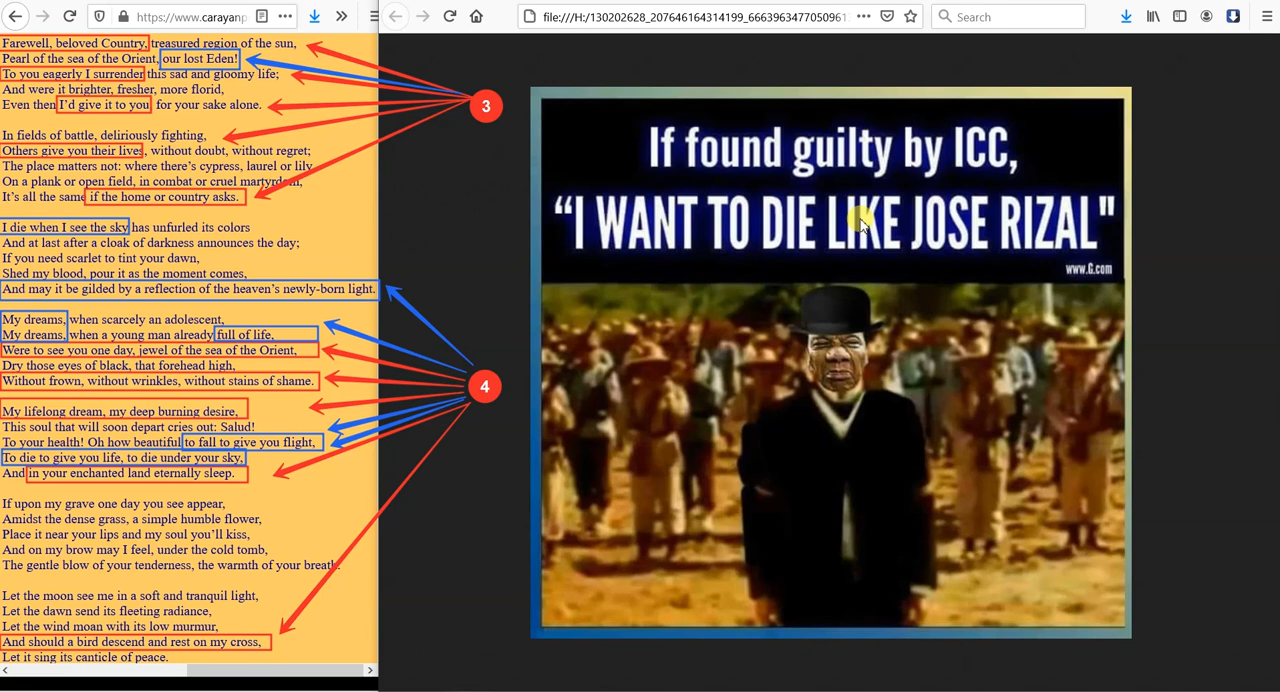 https://www.carayanp
file:///H:/130202628_207646164314199_6663963477050961
Search
Farewell, beloved Country, treasured region of the sun,
Pearl of the sea of the Orient, our lost Eden!
To you eagerly I surrender this sad and gloomy life;
And were it brighter, fresher, more florid,
Even then I'd give it to you for your sake alone.
In fields of battle, deliriously fighting,
Others give you their lives, without doubt, without regret;
The place matters not: where there's cypress, laurel or lily,
On a plank or open field, in combat or cruel martyrdom,
It's all the same if the home or country asks.
I die when I see the sky has unfurled its colors
And at last after a cloak of darkness announces the day;
If you need scarlet to tint your dawn,
Shed my blood, pour it as the moment comes,
And may it be gilded by a reflection of the heaven's newly-born light.
My dreams, when scarcely an adolescent,
My dreams, when a young man already full of life,
Were to see you one day, jewel of the sea of the Orient,
Dry those eyes of black, that forehead high,
Without frown, without wrinkles, without stains of shame.
My lifelong dream, my deep burning desire,
This soul that will soon depart cries out: Salud!
To your health! Oh how beautiful to fall to give you flight,
To die to give you life, to die under your sky,
And in your enchanted land eternally sleep.
If upon my grave one day you see appear,
Amidst the dense grass, a simple humble flower,
Place it near your lips and my soul you'll kiss,
And on my brow may I feel, under the cold tomb,
The gentle blow of your tenderness, the warmth of your breath.
Let the moon see me in a soft and tranquil light,
Let the dawn send its fleeting radiance,
Let the wind moan with its low murmur,
And should a bird descend and rest on my cross,
Let it sing its canticle of peace.
3
4
If found guilty by ICC,
“I WANT TO DIE LIKE JOSE RIZAL"
www.G.com